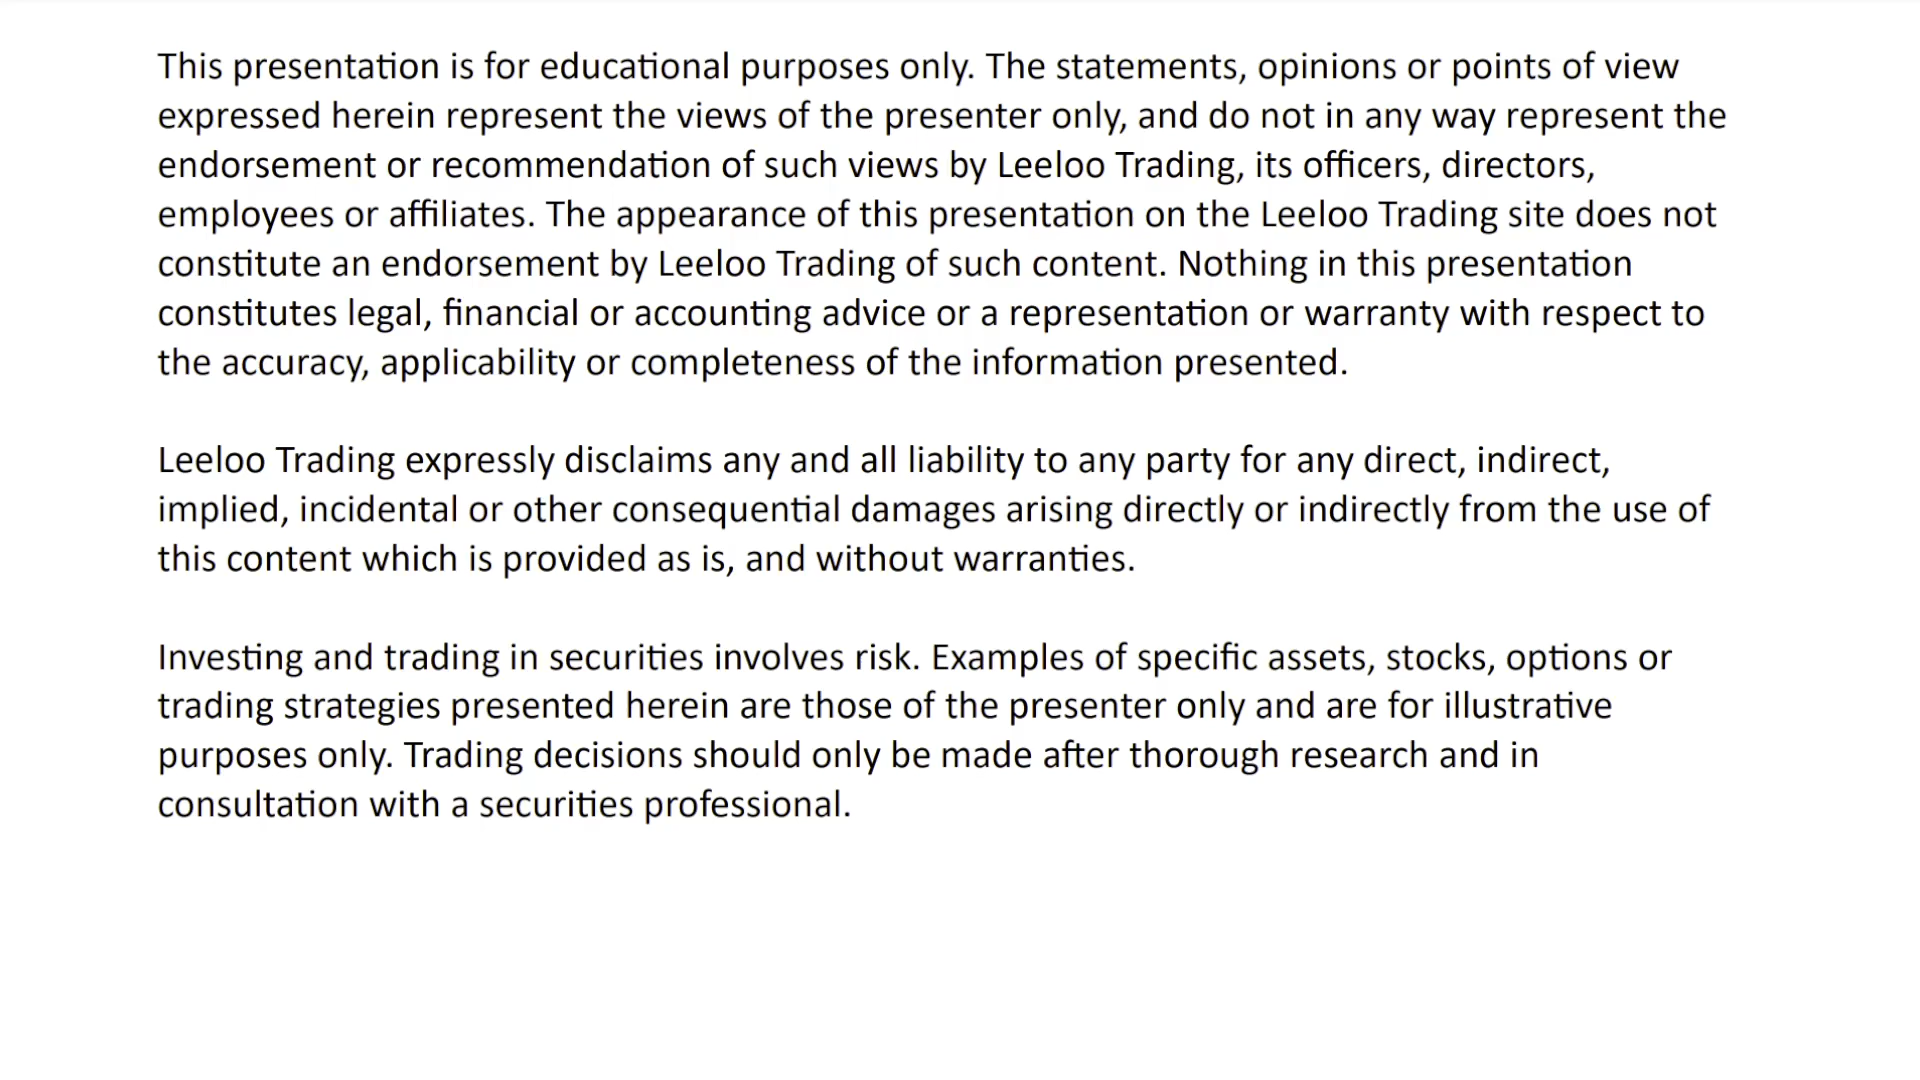 This presentation is for educational purposes only. The statements, opinions or points of view
expressed herein represent the views of the presenter only, and do not in any way represent the
endorsement or recommendation of such views by Leeloo Trading, its officers, directors,
employees or affiliates. The appearance of this presentation on the Leeloo Trading site does not
constitute an endorsement by Leeloo Trading of such content. Nothing in this presentation
constitutes legal, financial or accounting advice or a representation or warranty with respect to
the accuracy, applicability or completeness of the information presented.
Leeloo Trading expressly disclaims any and all liability to any party for any direct, indirect,
implied, incidental or other consequential damages arising directly or indirectly from the use of
this content which is provided as is, and without warranties.
Investing and trading in securities involves risk. Examples of specific assets, stocks, options or
trading strategies presented herein are those of the presenter only and are for illustrative
purposes only. Trading decisions should only be made after thorough research and in
consultation with a securities professional.